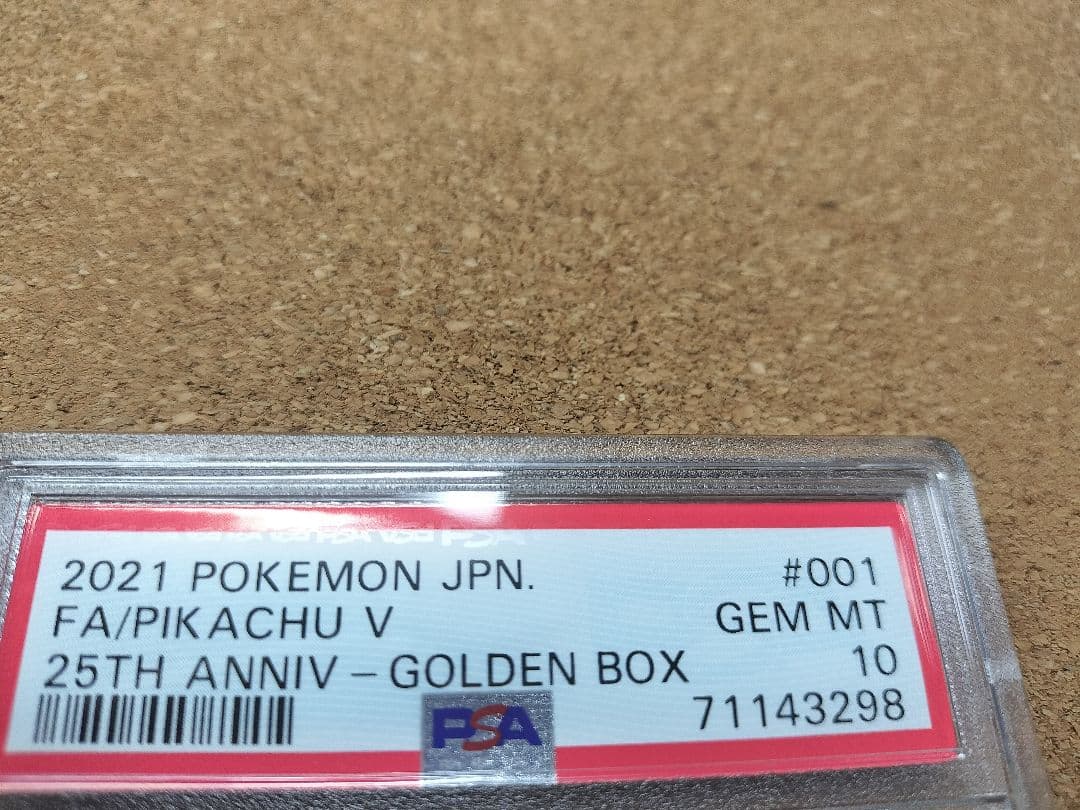 2021 POKEMON JPN. #001
FA/PIKACHU V GEM MT
25TH ANNIV – GOLDEN BOX 10
71143298
PSA